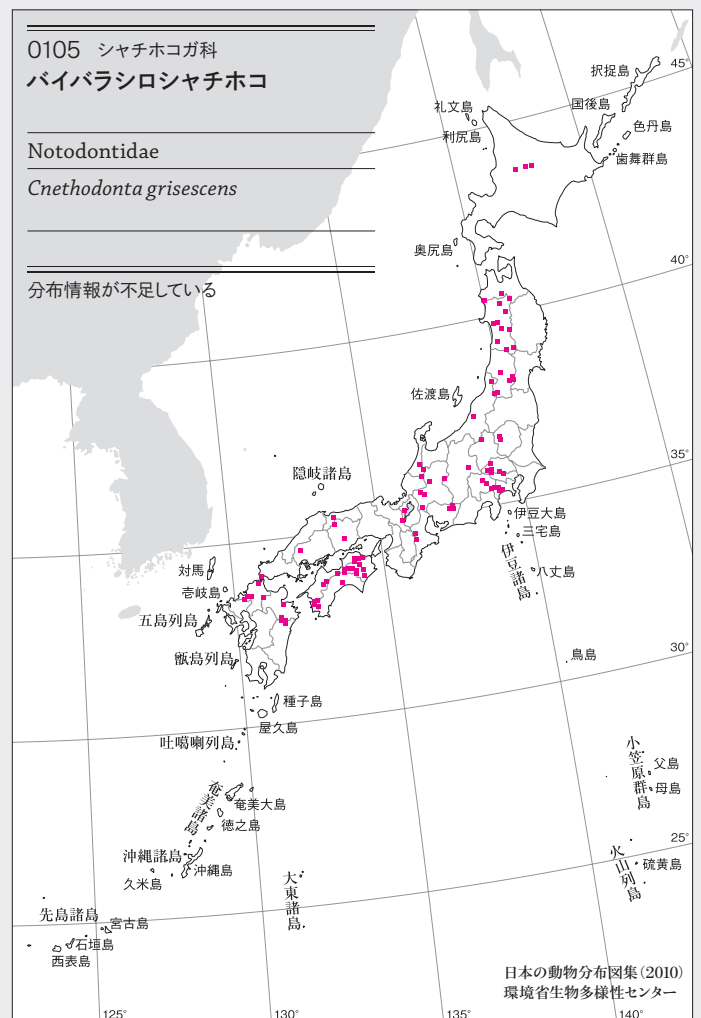 0105 シャチホコガ科
バイバラシロシャチホコ
Notodontidae
Cnethodonta grisescens
分布情報が不足している
択捉島
45°
礼文島
国後島
利尻島
色丹島
歯舞群島
奥尻島
40°
佐渡島
35°
隠岐諸島
伊豆大島
三宅島
伊豆諸島
八丈島
対馬
壱岐島
五島列島
甑島列島
鳥島
30°
種子島
屋久島
吐噶喇列島
小笠原群島
父島
母島
奄美諸島
奄美大島
徳之島
25°
沖縄諸島
沖縄島
久米島
火山列島
硫黄島
大東諸島
先島諸島
宮古島
石垣島
西表島
日本の動物分布図集(2010)
環境省生物多様性センター
125°
130°
135°
140°